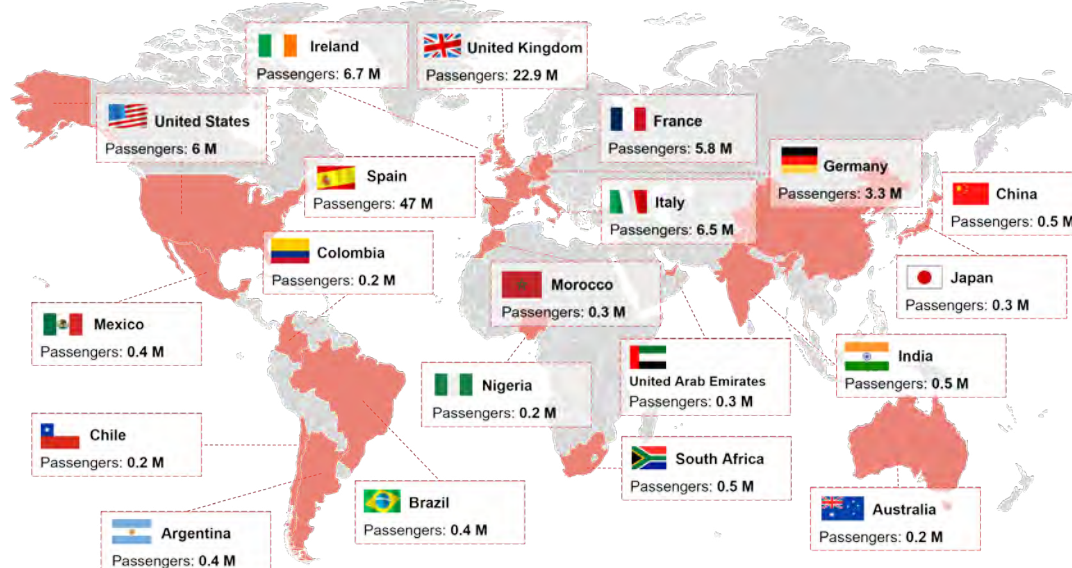 Ireland
Passengers: 6.7 M
United Kingdom
Passengers: 22.9 M
United States
Passengers: 6 M
France
Passengers: 5.8 M
Germany
Passengers: 3.3 M
Spain
Passengers: 47 M
Italy
Passengers: 6.5 M
China
Passengers: 0.5 M
Colombia
Passengers: 0.2 M
Morocco
Passengers: 0.3 M
Japan
Passengers: 0.3 M
Mexico
Passengers: 0.4 M
Nigeria
Passengers: 0.2 M
United Arab Emirates
Passengers: 0.3 M
India
Passengers: 0.5 M
Chile
Passengers: 0.2 M
South Africa
Passengers: 0.5 M
Brazil
Passengers: 0.4 M
Australia
Passengers: 0.2 M
Argentina
Passengers: 0.4 M